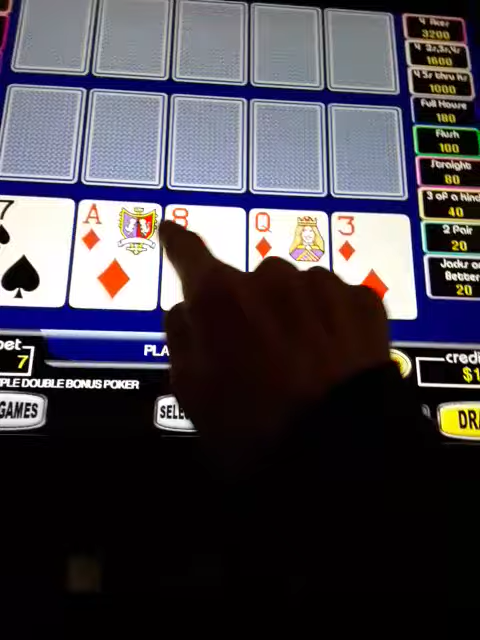 4 Aces
3200
4 2s,3s,4s
1600
4 5s thru Ks
1000
Full House
180
Flush
100
Straight
80
3 of a kind
40
2 Pair
20
Jacks or
Better
20
7
A
8
Q
3
bet
7
PLA
credi
$1
PLE DOUBLE BONUS POKER
GAMES
SELE
DRA